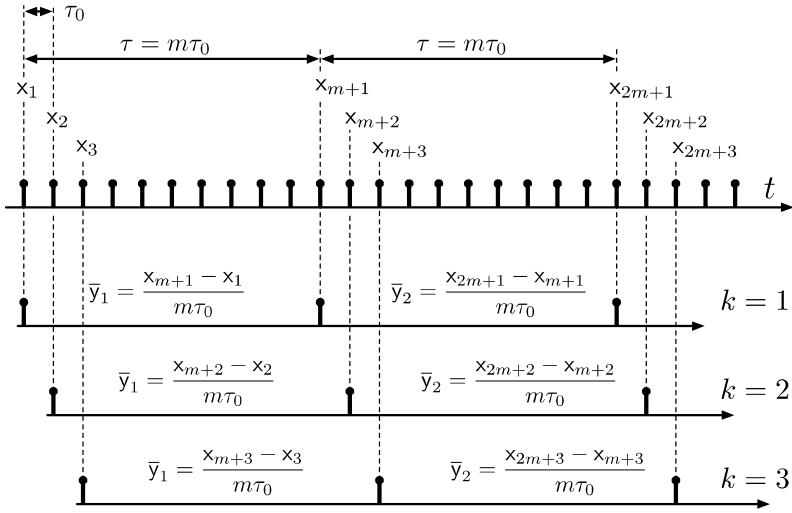 τ₀
τ = mτ₀ τ = mτ₀
x₁ xₘ₊₁ x₂ₘ₊₁
x₂ xₘ₊₂ x₂ₘ₊₂
x₃ xₘ₊₃ x₂ₘ₊₃
t
ȳ₁ = (xₘ₊₁ − x₁)/(mτ₀) ȳ₂ = (x₂ₘ₊₁ − xₘ₊₁)/(mτ₀) k = 1
ȳ₁ = (xₘ₊₂ − x₂)/(mτ₀) ȳ₂ = (x₂ₘ₊₂ − xₘ₊₂)/(mτ₀) k = 2
ȳ₁ = (xₘ₊₃ − x₃)/(mτ₀) ȳ₂ = (x₂ₘ₊₃ − xₘ₊₃)/(mτ₀) k = 3